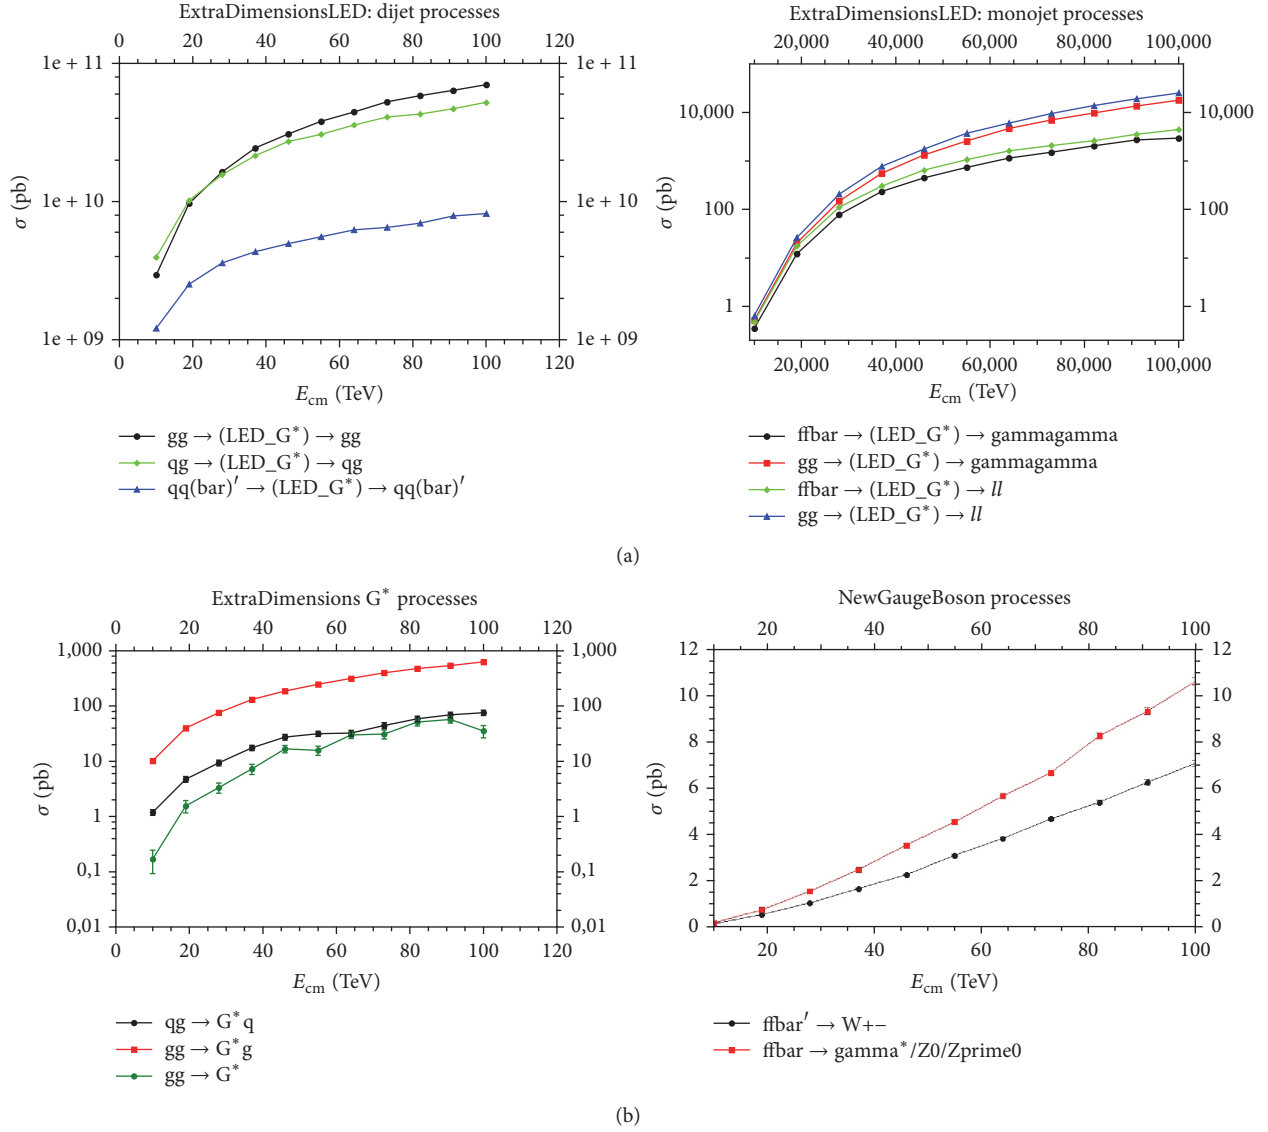 ExtraDimensionsLED: dijet processes
0 20 40 60 80 100 120
1e + 11 1e + 11
1e + 10 1e + 10
1e + 09 1e + 09
σ (pb) σ (pb)
0 20 40 60 80 100 120
E_cm (TeV)
gg → (LED_G*) → gg
qg → (LED_G*) → qg
qq(bar)′ → (LED_G*) → qq(bar)′
ExtraDimensionsLED: monojet processes
20,000 40,000 60,000 80,000 100,000
10,000 10,000
100 100
1 1
σ (pb) σ (pb)
20,000 40,000 60,000 80,000 100,000
E_cm (TeV)
ffbar → (LED_G*) → gammagamma
gg → (LED_G*) → gammagamma
ffbar → (LED_G*) → ll
gg → (LED_G*) → ll
(a)
ExtraDimensions G* processes
0 20 40 60 80 100 120
1,000 1,000
100 100
10 10
1 1
0,1 0,1
0,01 0,01
σ (pb) σ (pb)
0 20 40 60 80 100 120
E_cm (TeV)
qg → G*q
gg → G*g
gg → G*
NewGaugeBoson processes
20 40 60 80 100
12 12
10 10
8 8
6 6
4 4
2 2
0 0
σ (pb) σ (pb)
20 40 60 80 100
E_cm (TeV)
ffbar′ → W+−
ffbar → gamma*/Z0/Zprime0
(b)